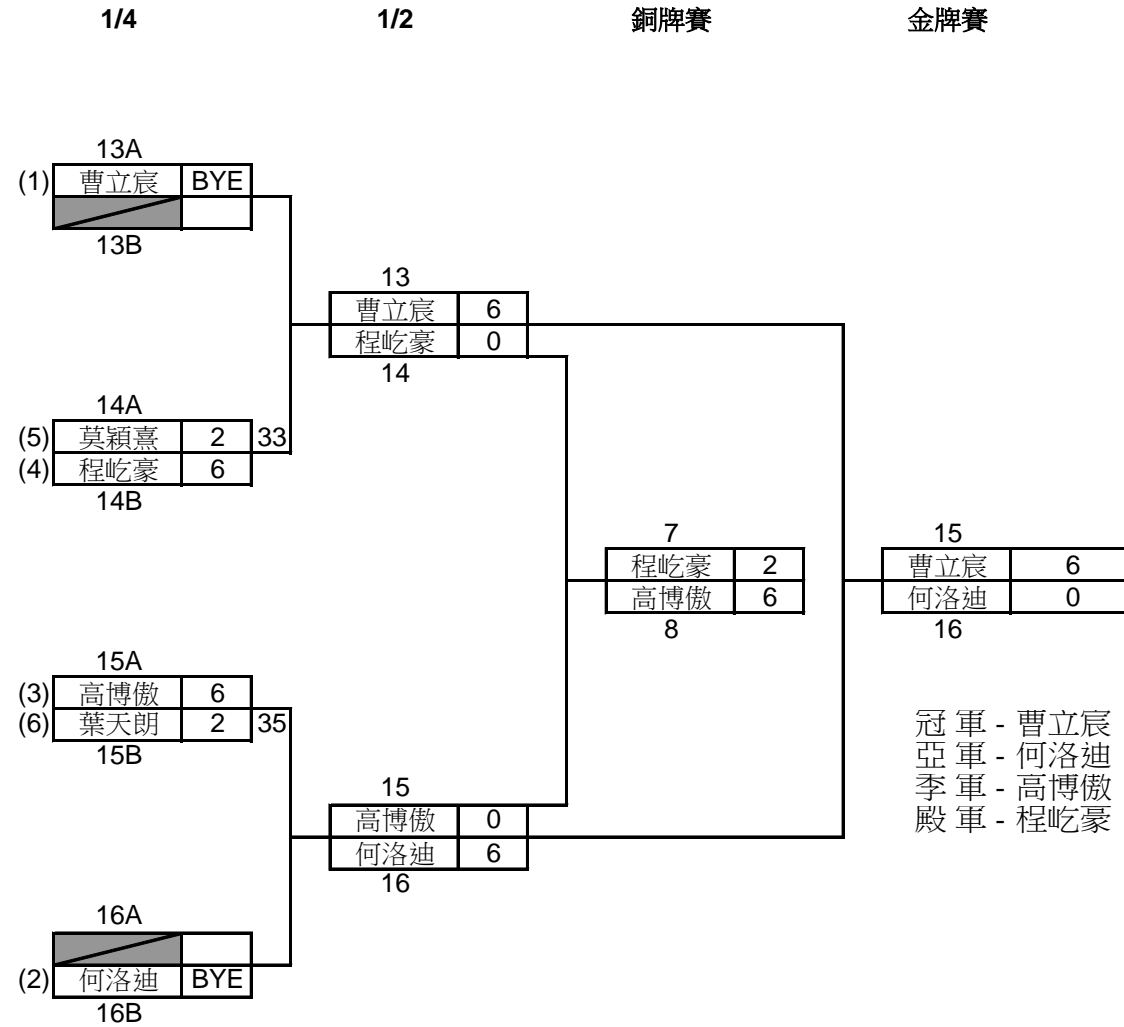 1/4 1/2 銅牌賽 金牌賽
13A
(1) 曹立宸 BYE
13B
13
曹立宸 6
程屹豪 0
14
14A
(5) 莫穎熹 2 33
(4) 程屹豪 6
14B
7 15
程屹豪 2 曹立宸 6
高博傲 6 何洛迪 0
8 16
15A
(3) 高博傲 6
(6) 葉天朗 2 35
15B
冠 軍 - 曹立宸
亞 軍 - 何洛迪
季 軍 - 高博傲
殿 軍 - 程屹豪
15
高博傲 0
何洛迪 6
16
16A
(2) 何洛迪 BYE
16B